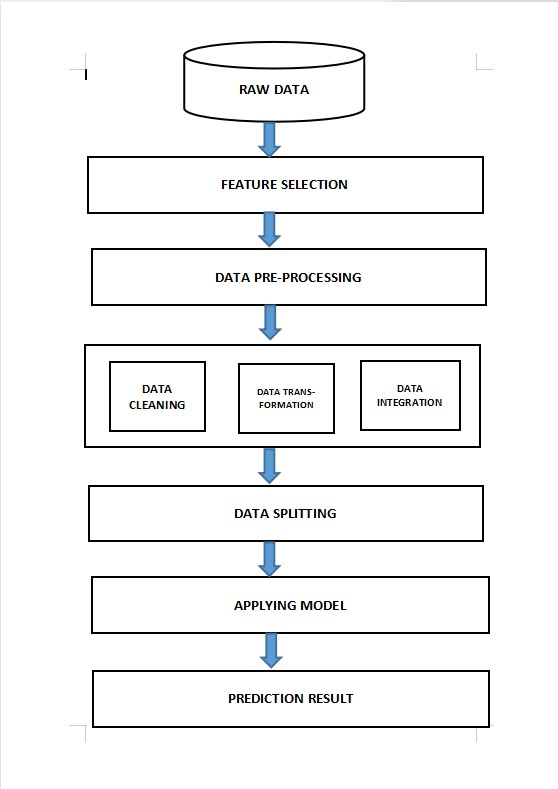 RAW DATA
FEATURE SELECTION
DATA PRE-PROCESSING
DATA
CLEANING
DATA TRANS-
FORMATION
DATA
INTEGRATION
DATA SPLITTING
APPLYING MODEL
PREDICTION RESULT